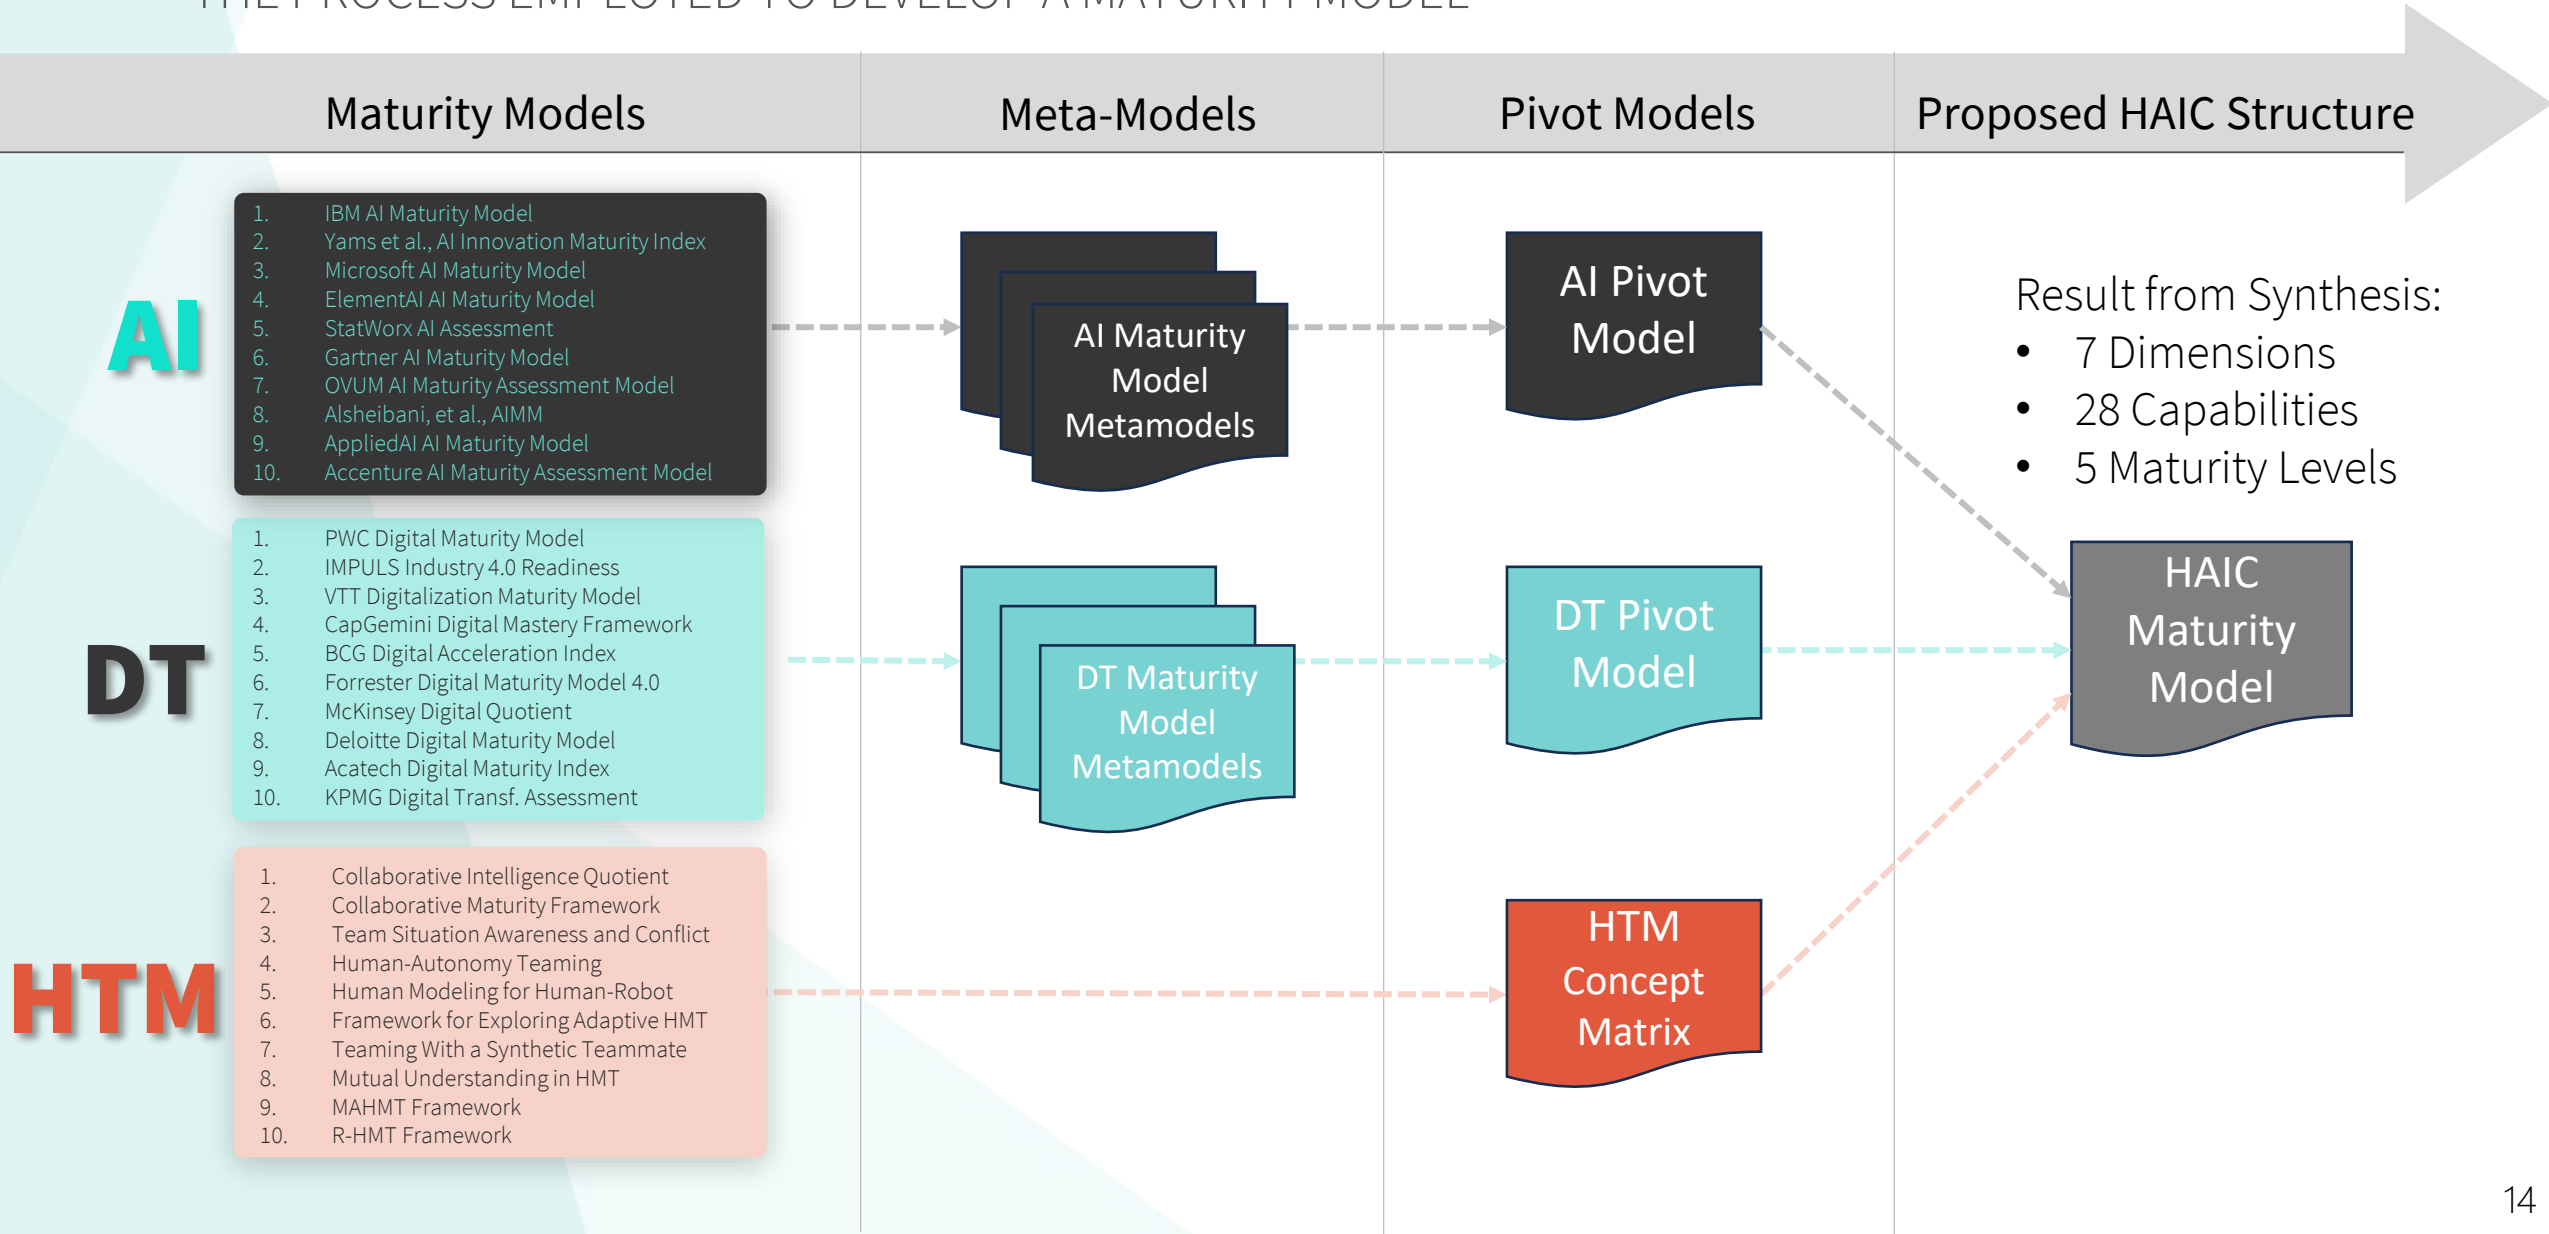 THE PROCESS EMPLOYED TO DEVELOP A MATURITY MODEL
Maturity Models
Meta-Models
Pivot Models
Proposed HAIC Structure
AI
1. IBM AI Maturity Model
2. Yams et al., AI Innovation Maturity Index
3. Microsoft AI Maturity Model
4. ElementAI AI Maturity Model
5. StatWorx AI Assessment
6. Gartner AI Maturity Model
7. OVUM AI Maturity Assessment Model
8. Alsheibani, et al., AIMM
9. AppliedAI AI Maturity Model
10. Accenture AI Maturity Assessment Model
AI Maturity
Model
Metamodels
AI Pivot
Model
Result from Synthesis:
• 7 Dimensions
• 28 Capabilities
• 5 Maturity Levels
DT
1. PWC Digital Maturity Model
2. IMPULS Industry 4.0 Readiness
3. VTT Digitalization Maturity Model
4. CapGemini Digital Mastery Framework
5. BCG Digital Acceleration Index
6. Forrester Digital Maturity Model 4.0
7. McKinsey Digital Quotient
8. Deloitte Digital Maturity Model
9. Acatech Digital Maturity Index
10. KPMG Digital Transf. Assessment
DT Maturity
Model
Metamodels
DT Pivot
Model
HAIC
Maturity
Model
HTM
1. Collaborative Intelligence Quotient
2. Collaborative Maturity Framework
3. Team Situation Awareness and Conflict
4. Human-Autonomy Teaming
5. Human Modeling for Human-Robot
6. Framework for Exploring Adaptive HMT
7. Teaming With a Synthetic Teammate
8. Mutual Understanding in HMT
9. MAHMT Framework
10. R-HMT Framework
HTM
Concept
Matrix
14